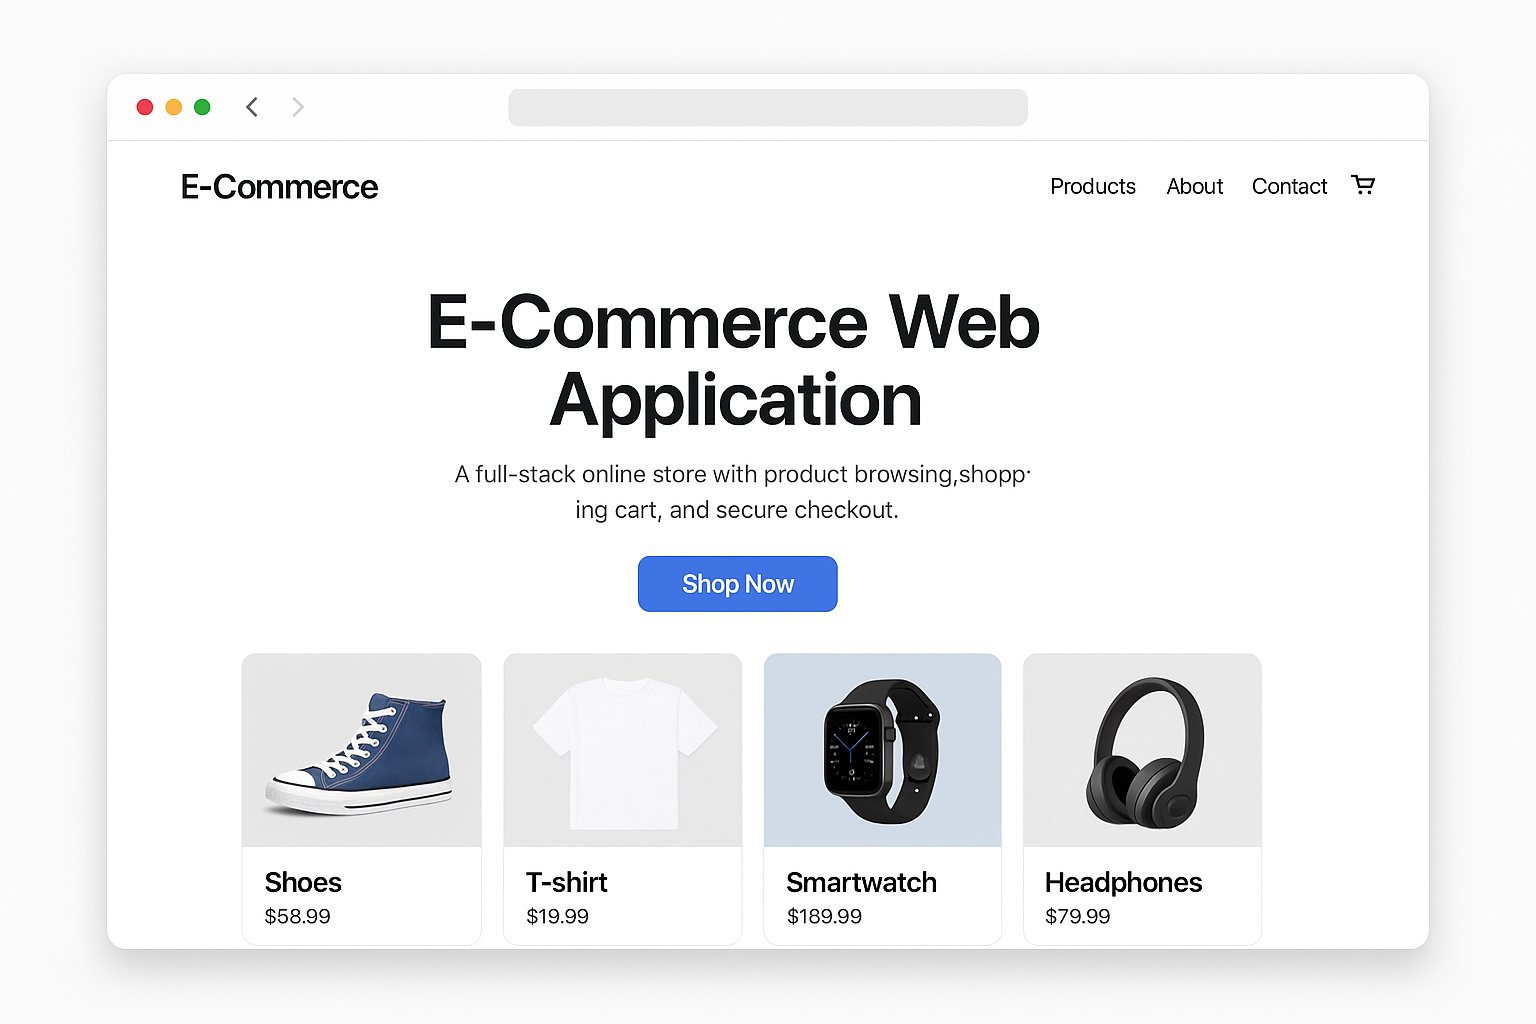 E-Commerce
Products About Contact
E-Commerce Web
Application
A full-stack online store with product browsing,shopp·
ing cart, and secure checkout.
Shop Now
Shoes
$58.99
T-shirt
$19.99
Smartwatch
$189.99
Headphones
$79.99